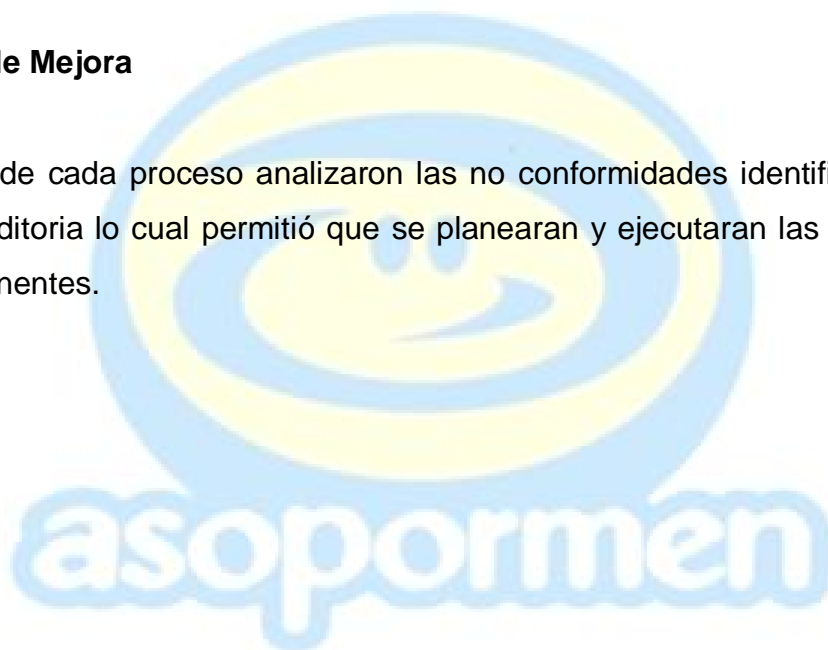 le Mejora
de cada proceso analizaron las no conformidades identifi
ditoria lo cual permitió que se planearan y ejecutaran las
nentes.
asopormen